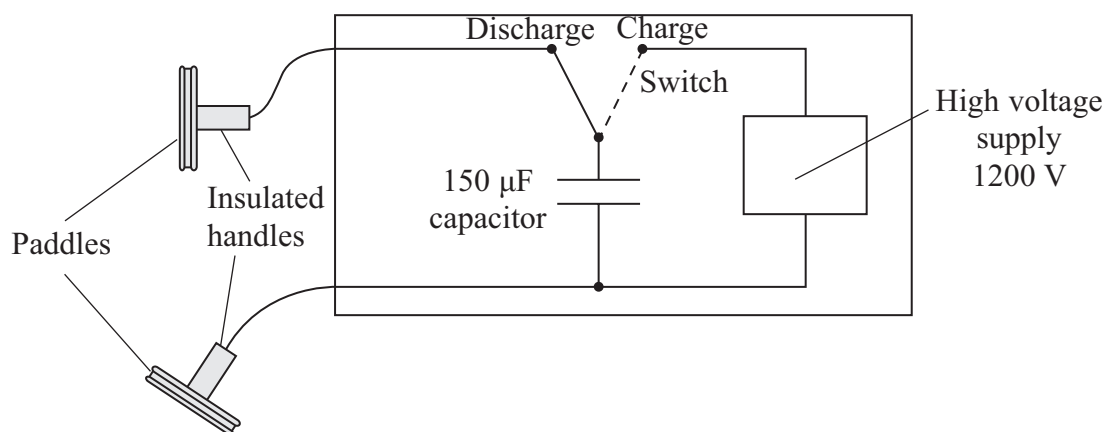 Discharge
Charge
Switch
High voltage
supply
1200 V
150 μF
capacitor
Insulated
handles
Paddles